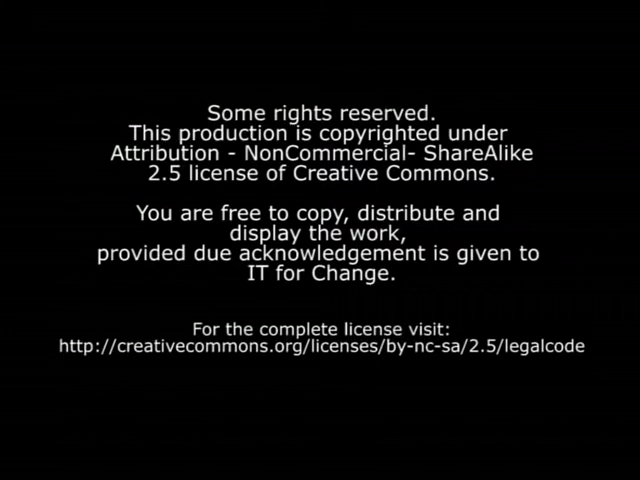 Some rights reserved.
This production is copyrighted under
Attribution - NonCommercial- ShareAlike
2.5 license of Creative Commons.
You are free to copy, distribute and
display the work,
provided due acknowledgement is given to
IT for Change.
For the complete license visit:
http://creativecommons.org/licenses/by-nc-sa/2.5/legalcode